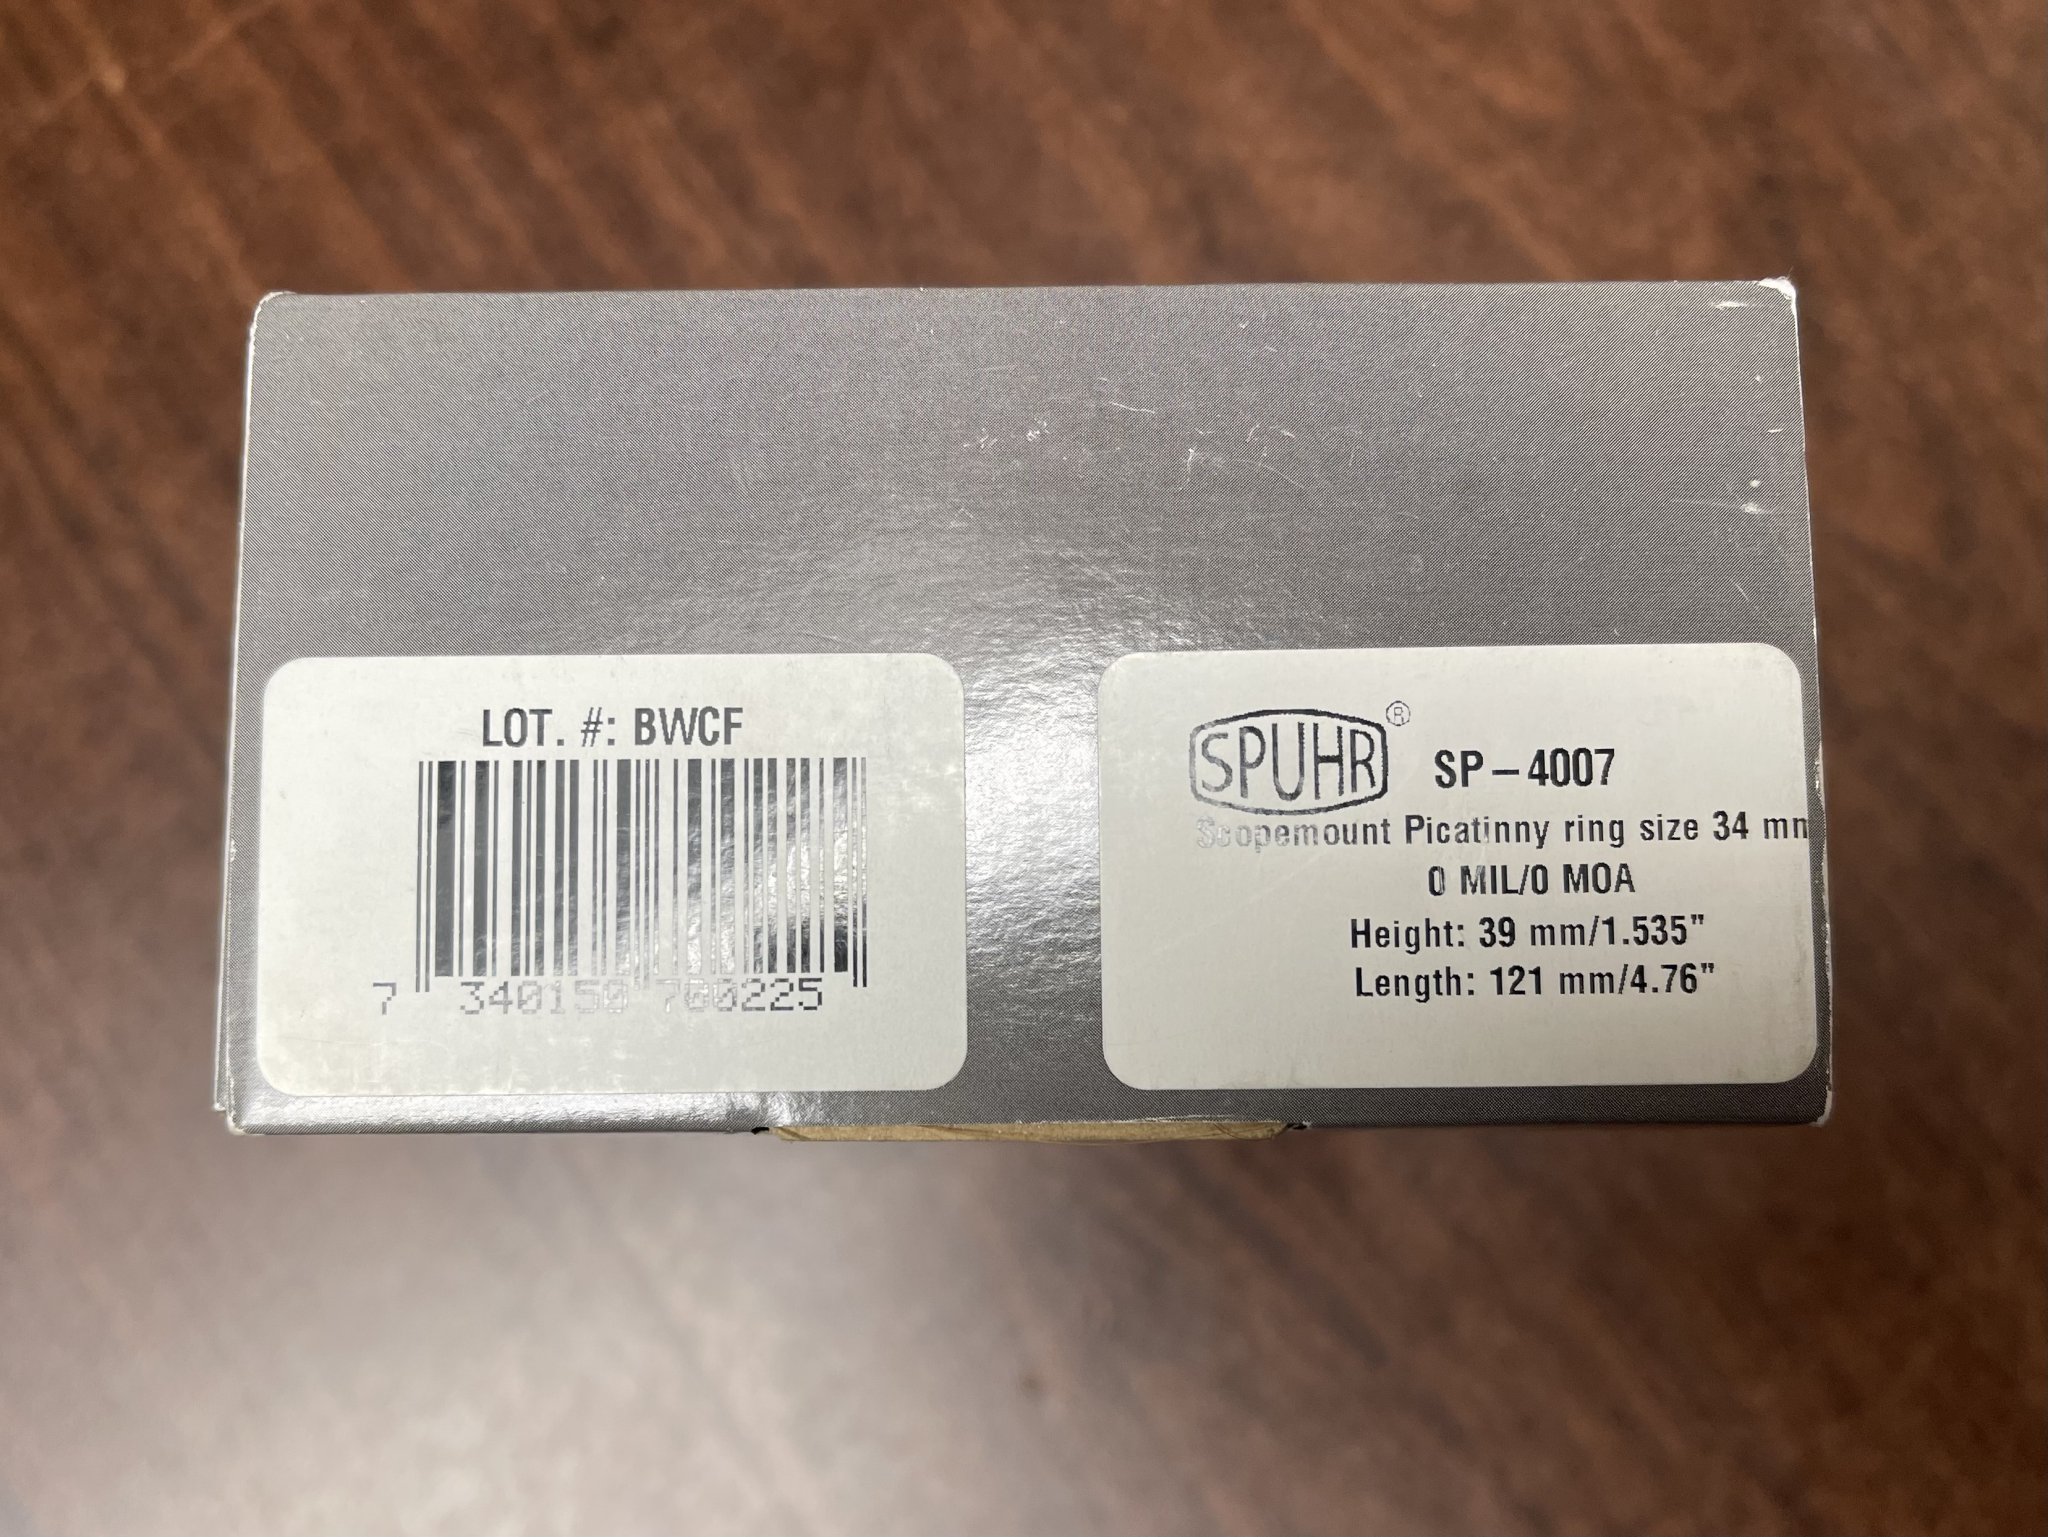 LOT. #: BWCF
7 340150 700225
SPUHR®
SP-4007
Scopemount Picatinny ring size 34 mm
0 MIL/0 MOA
Height: 39 mm/1.535"
Length: 121 mm/4.76"